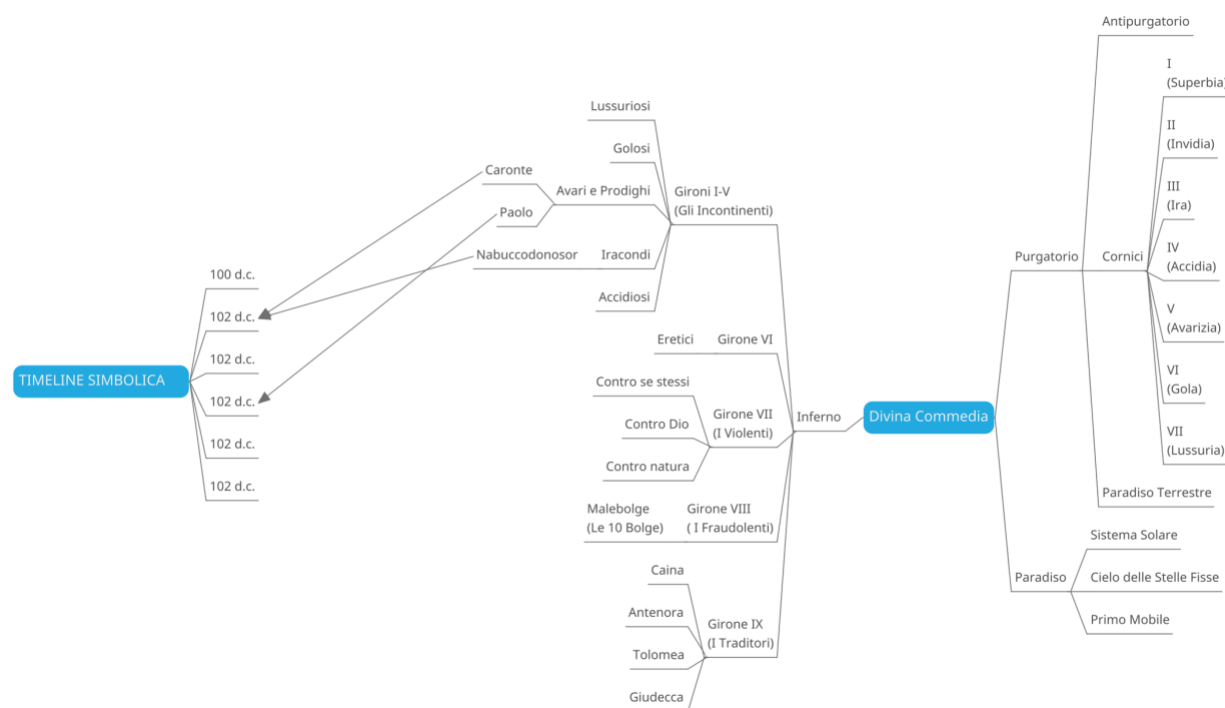 TIMELINE SIMBOLICA
100 d.c.
102 d.c.
102 d.c.
102 d.c.
102 d.c.
102 d.c.
Caronte
Paolo
Nabuccodonosor
Lussuriosi
Golosi
Avari e Prodighi
Iracondi
Accidiosi
Gironi I-V
(Gli Incontinenti)
Eretici
Girone VI
Contro se stessi
Contro Dio
Contro natura
Girone VII
(I Violenti)
Malebolge
(Le 10 Bolge)
Girone VIII
( I Fraudolenti)
Caina
Antenora
Tolomea
Giudecca
Girone IX
(I Traditori)
Inferno
Divina Commedia
Purgatorio
Antipurgatorio
Cornici
I
(Superbia)
II
(Invidia)
III
(Ira)
IV
(Accidia)
V
(Avarizia)
VI
(Gola)
VII
(Lussuria)
Paradiso Terrestre
Paradiso
Sistema Solare
Cielo delle Stelle Fisse
Primo Mobile